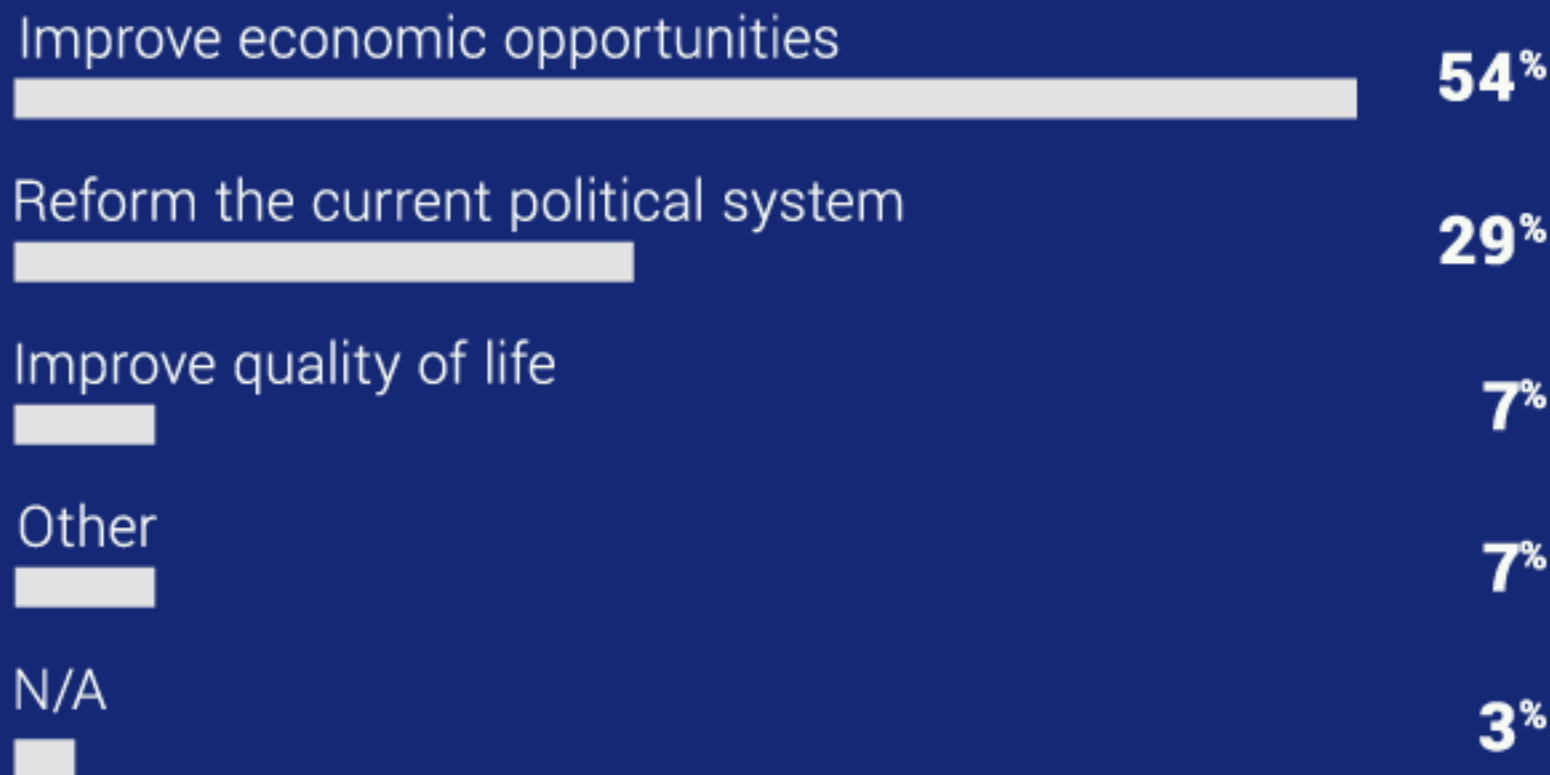 Improve economic opportunities
54%
Reform the current political system
29%
Improve quality of life
7%
Other
7%
N/A
3%